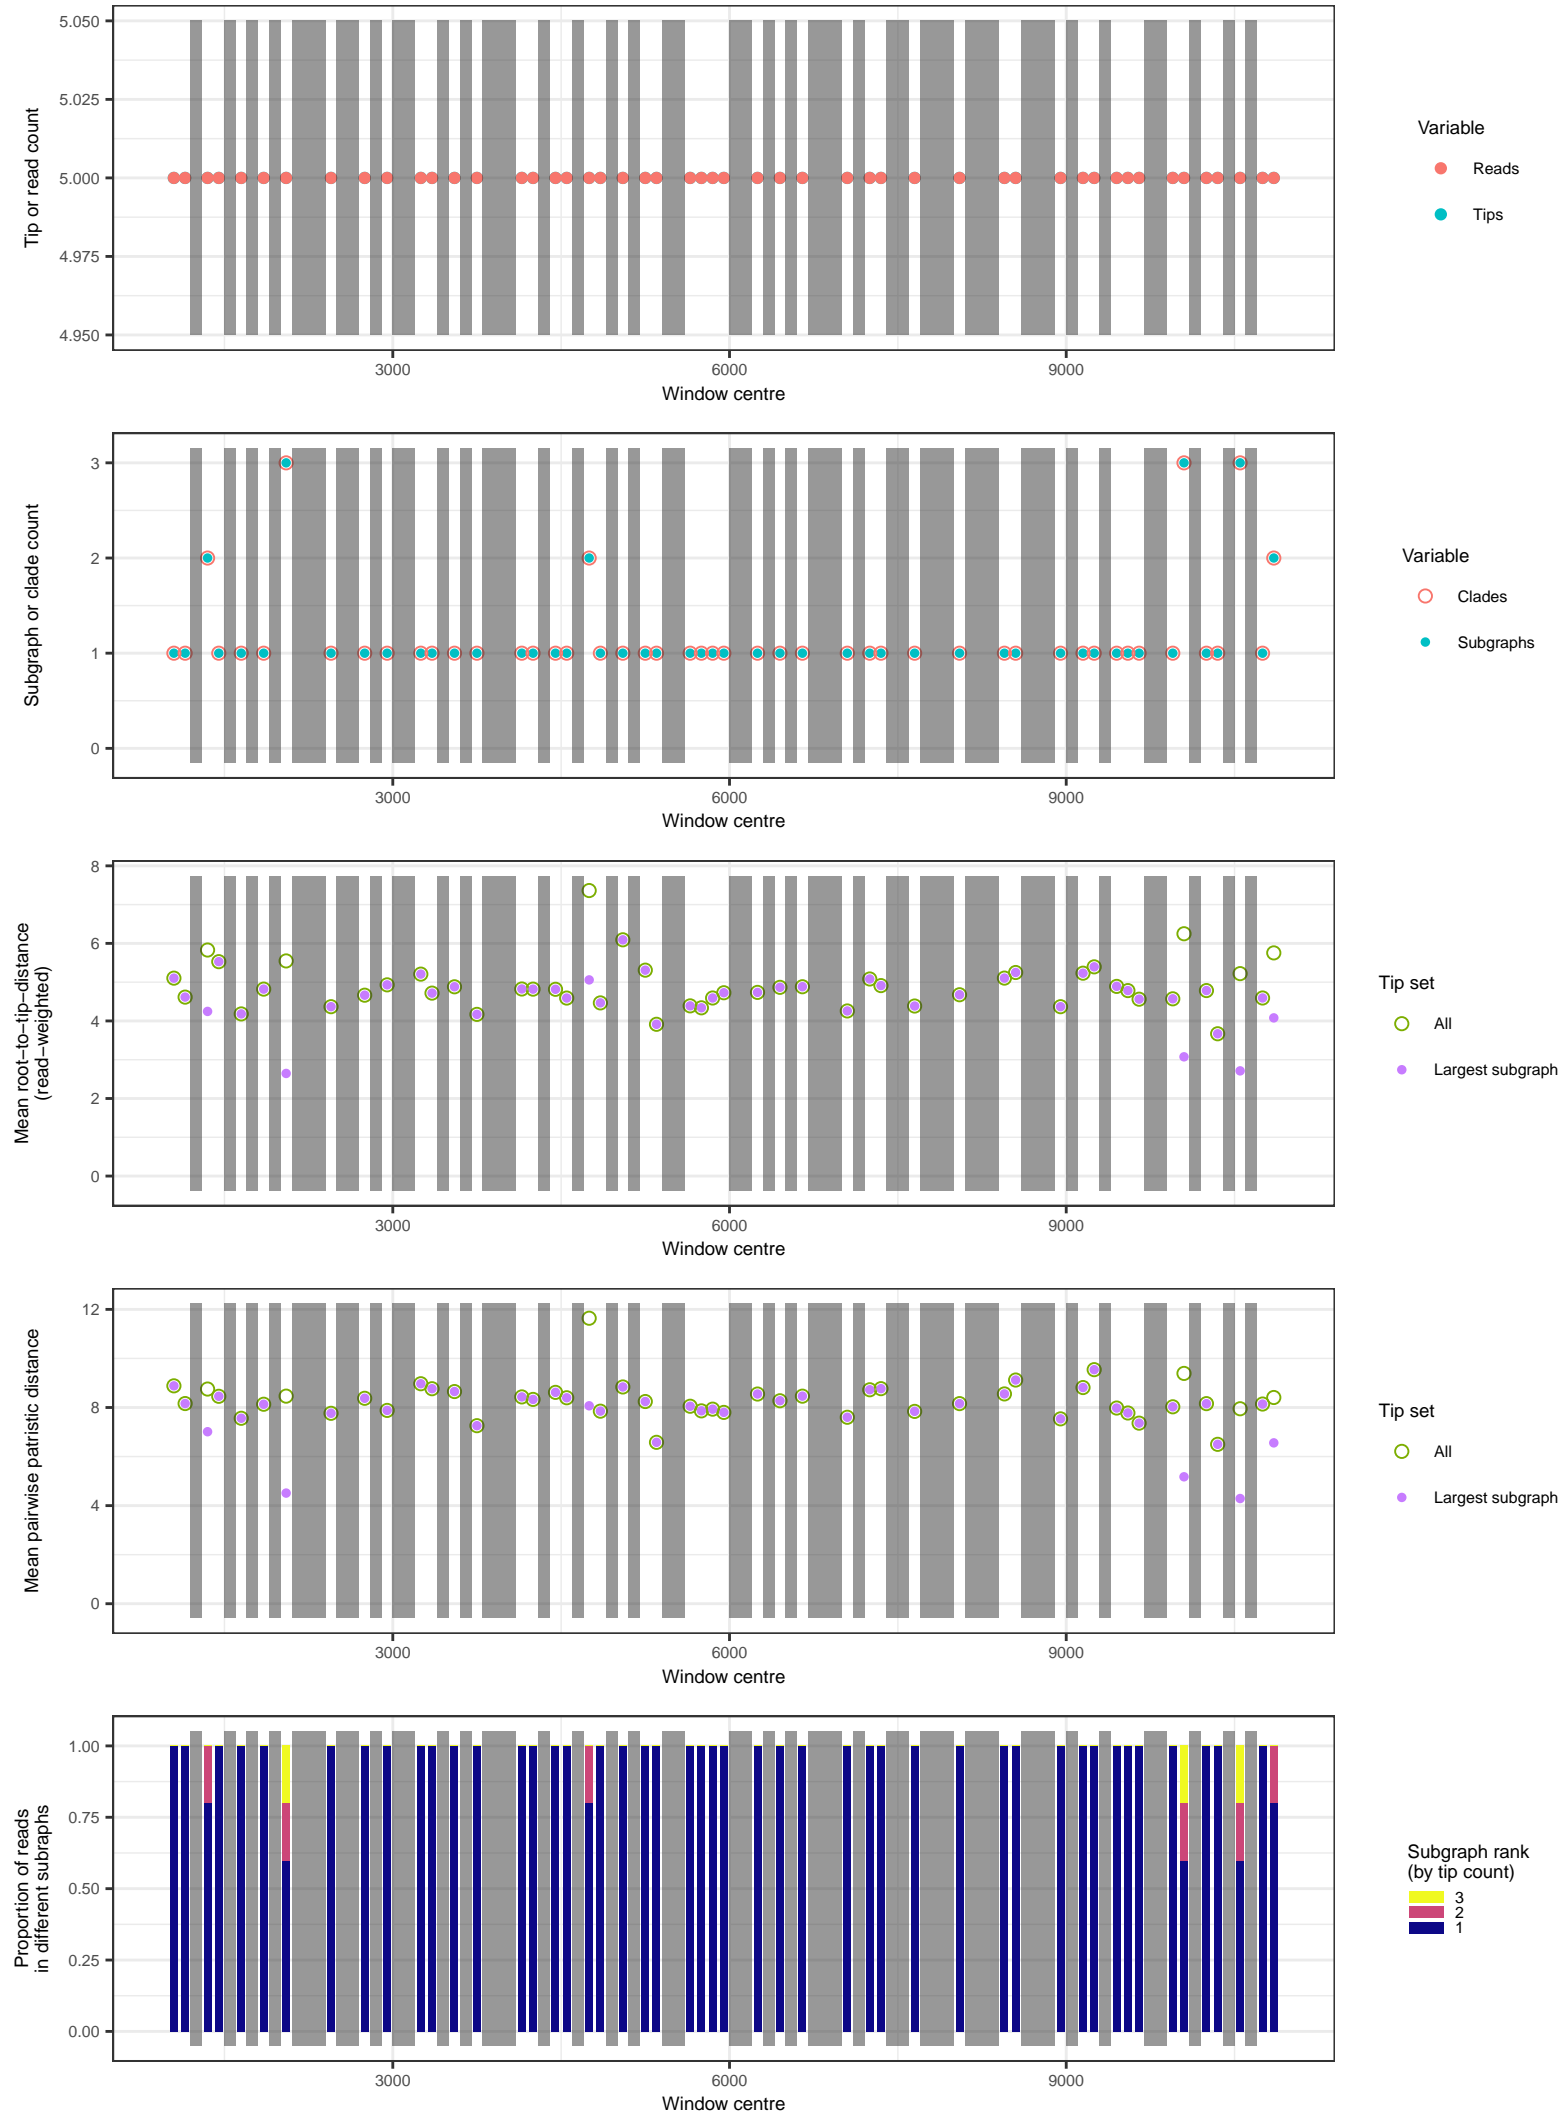 5.050
5.025
5.000
4.975
4.950
Tip or read count
3000 6000 9000
Window centre
Variable
Reads
Tips
3
2
1
0
Subgraph or clade count
3000 6000 9000
Window centre
Variable
Clades
Subgraphs
8
6
4
2
0
Mean root−to−tip−distance
(read−weighted)
3000 6000 9000
Window centre
Tip set
All
Largest subgraph
12
8
4
0
Mean pairwise patristic distance
3000 6000 9000
Window centre
Tip set
All
Largest subgraph
1.00
0.75
0.50
0.25
0.00
Proportion of reads
in different subraphs
3000 6000 9000
Window centre
Subgraph rank
(by tip count)
3
2
1